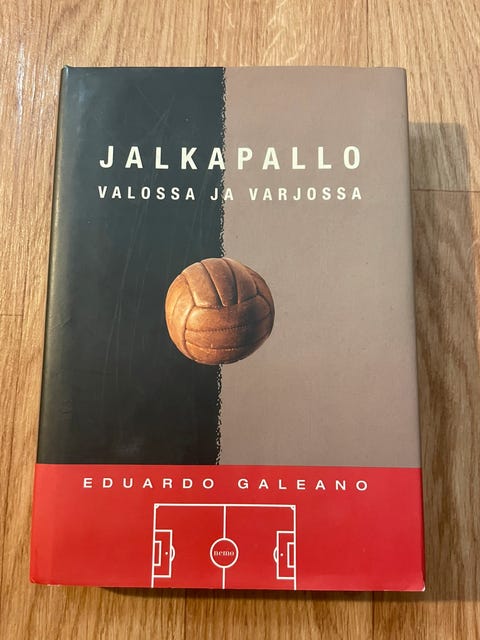 JALKAPALLO
VALOSSA JA VARJOSSA
EDUARDO GALEANO
nemo